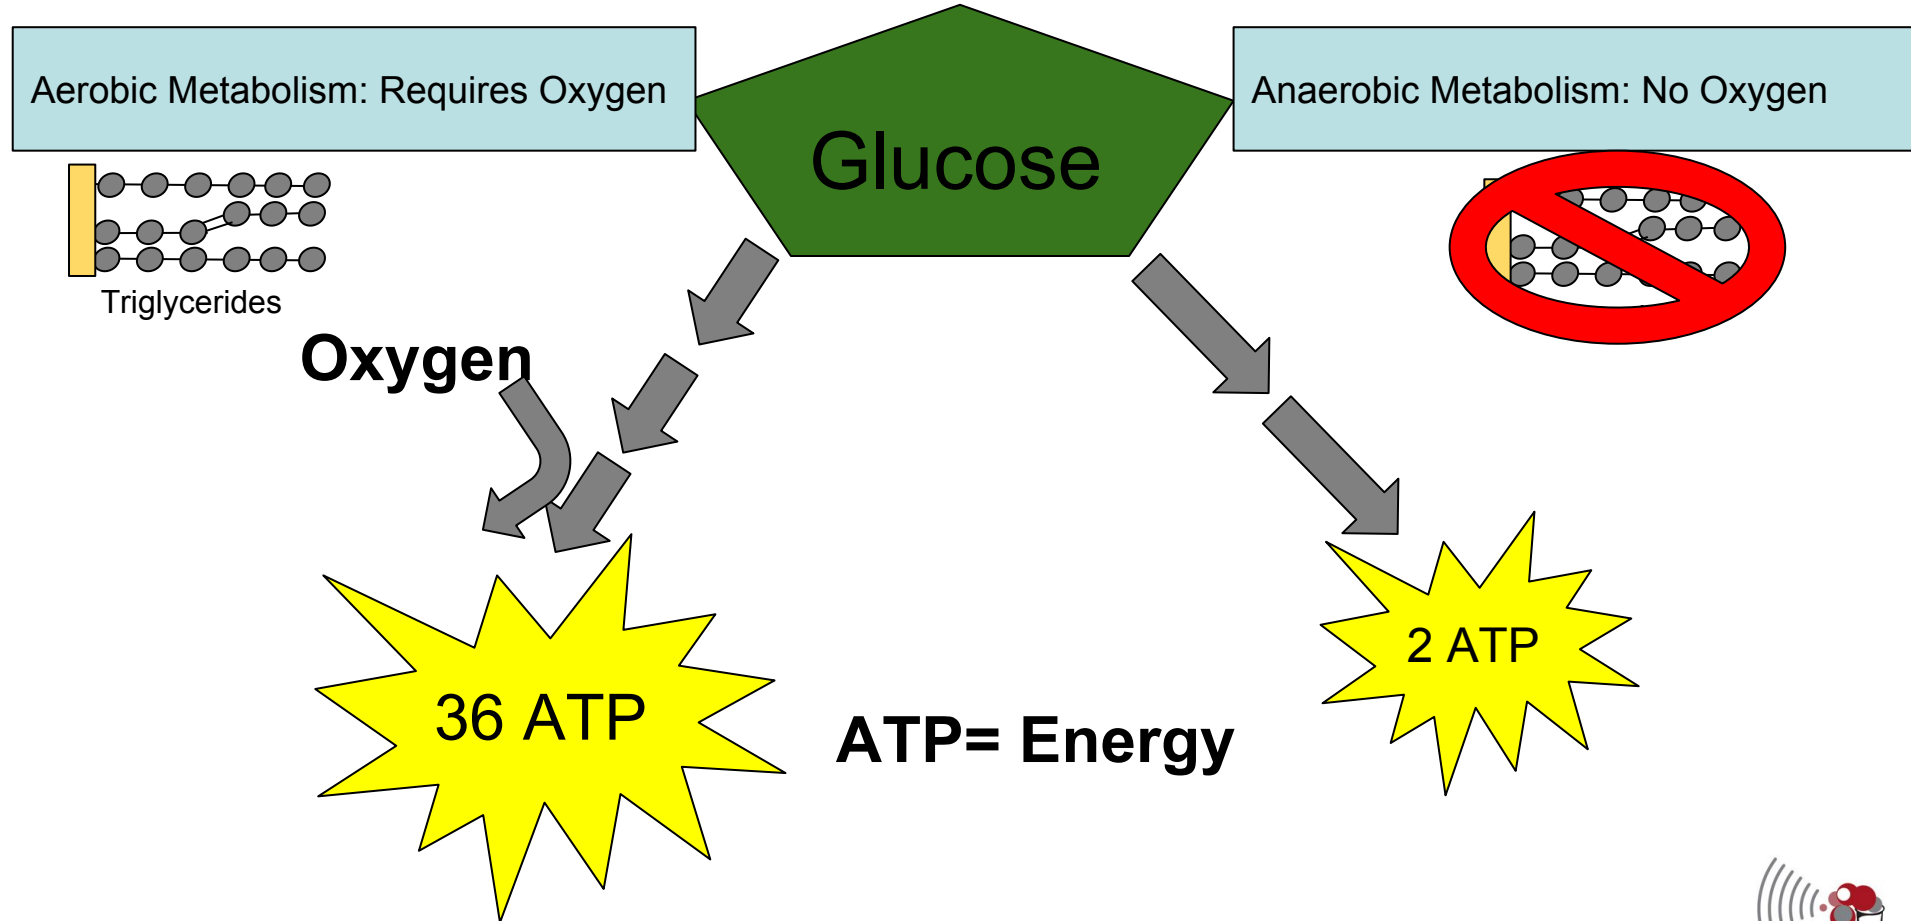 Aerobic Metabolism: Requires Oxygen
Glucose
Anaerobic Metabolism: No Oxygen
Triglycerides
Oxygen
36 ATP
ATP= Energy
2 ATP